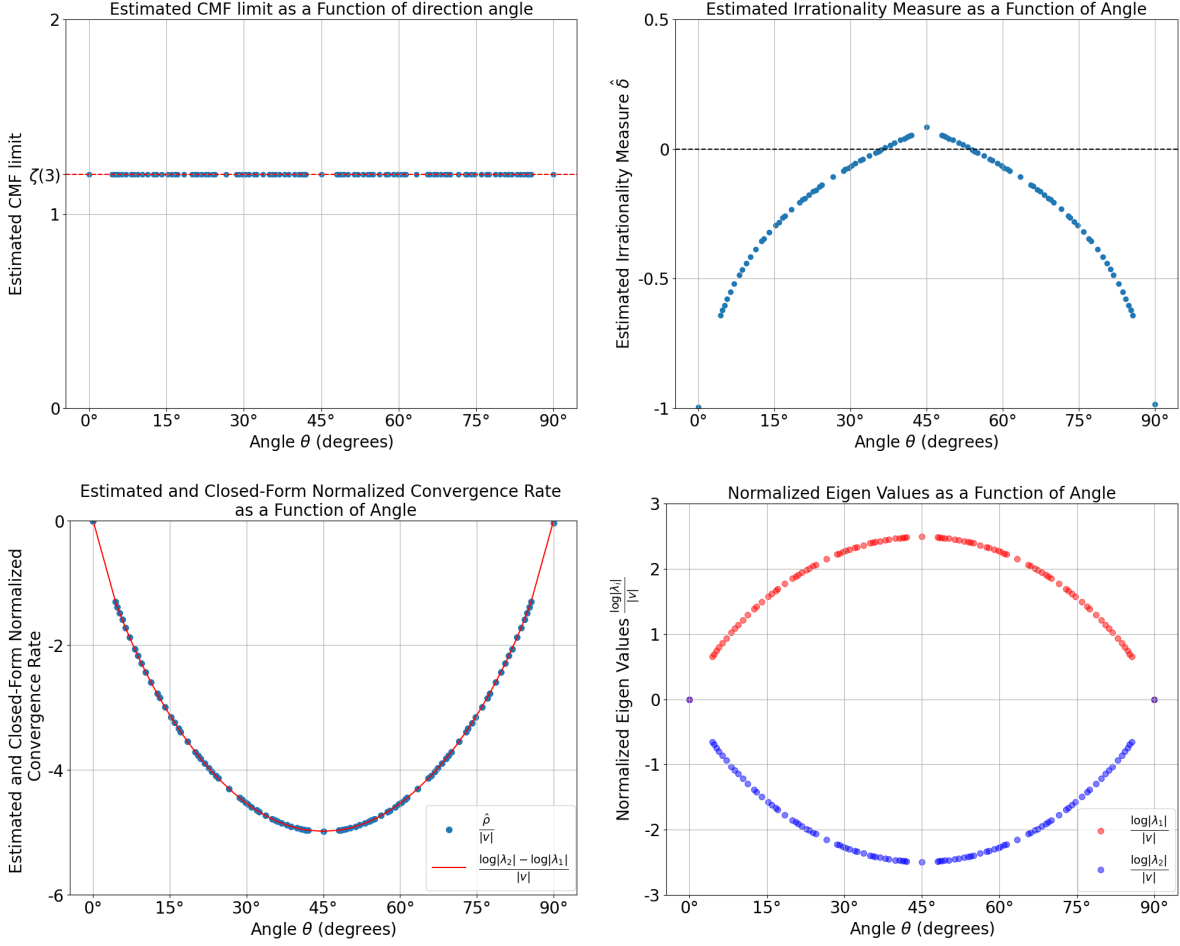 Estimated CMF limit as a Function of direction angle
Estimated CMF limit
2
ζ(3)
1
0
0° 15° 30° 45° 60° 75° 90°
Angle θ (degrees)
Estimated Irrationality Measure as a Function of Angle
Estimated Irrationality Measure δ̂
0.5
0
-0.5
-1
0° 15° 30° 45° 60° 75° 90°
Angle θ (degrees)
Estimated and Closed-Form Normalized Convergence Rate
as a Function of Angle
Estimated and Closed-Form Normalized
Convergence Rate
0
-2
-4
-6
ρ̂/|v|
log|λ₂| − log|λ₁|/|v|
0° 15° 30° 45° 60° 75° 90°
Angle θ (degrees)
Normalized Eigen Values as a Function of Angle
Normalized Eigen Values log|λᵢ|/|v|
3
2
1
0
-1
-2
-3
log|λ₁|/|v|
log|λ₂|/|v|
0° 15° 30° 45° 60° 75° 90°
Angle θ (degrees)